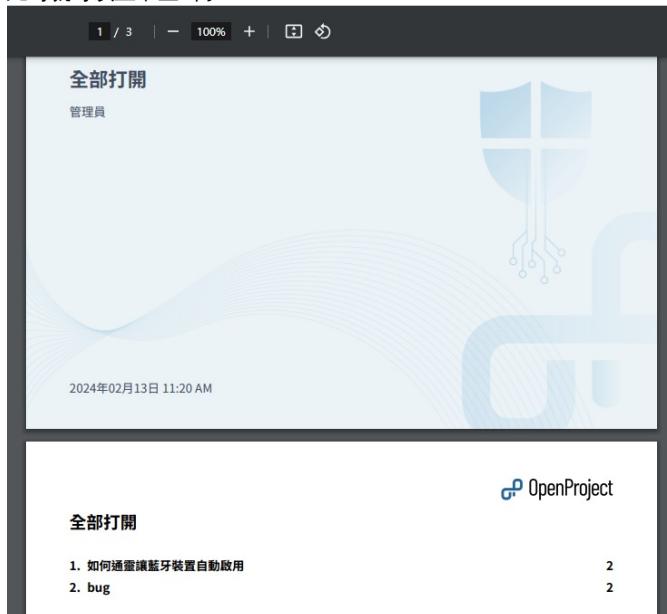 1 / 3 | − 100% + |
全部打開
管理員
2024年02月13日 11:20 AM
OpenProject
全部打開
1. 如何通靈讓藍牙裝置自動啟用 2
2. bug 2